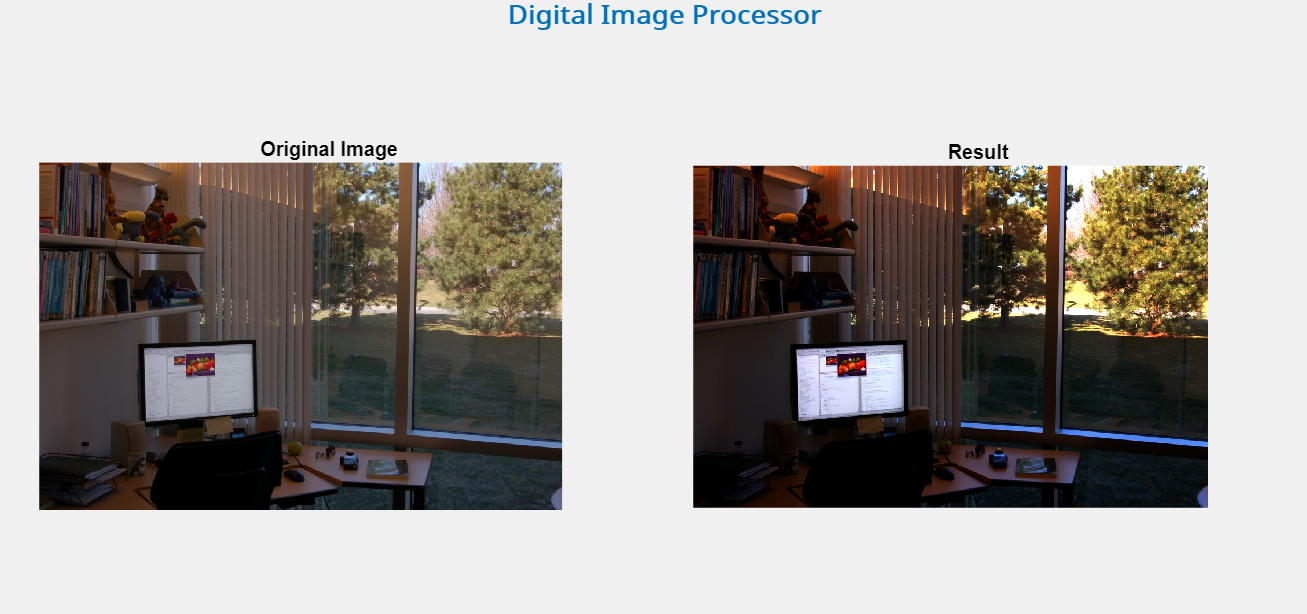 Digital Image Processor
Original Image
Result